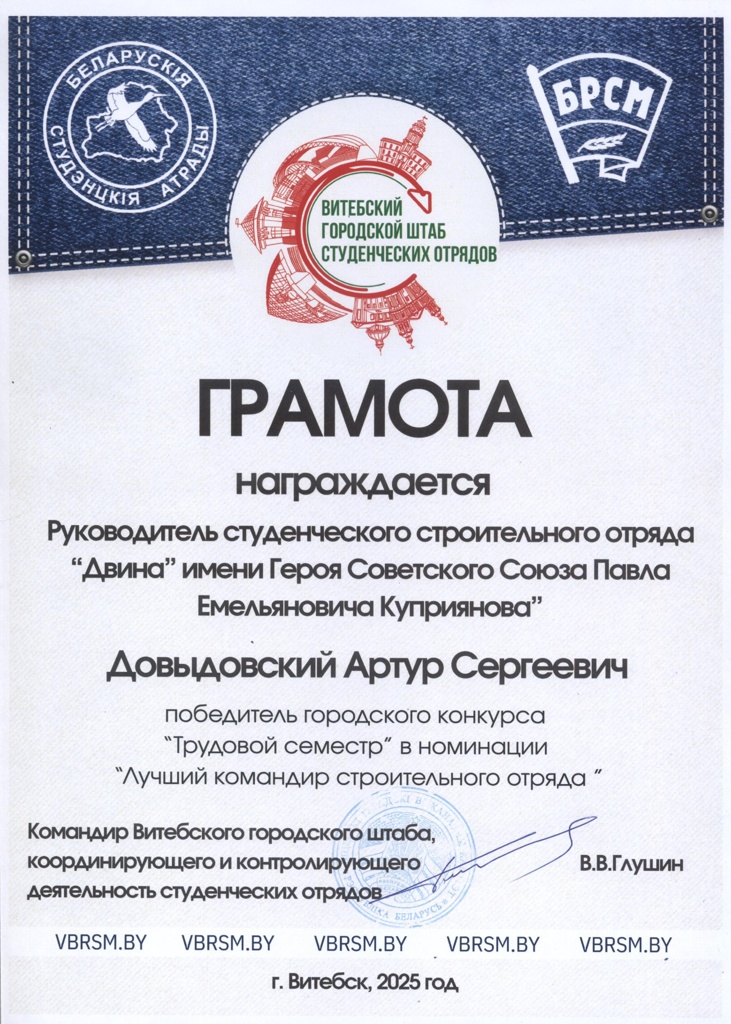 БЕЛАРУСКІЯ
СТУДЭНЦКІЯ АТРАДЫ
БРСМ
ВИТЕБСКИЙ
ГОРОДСКОЙ ШТАБ
СТУДЕНЧЕСКИХ ОТРЯДОВ
ГРАМОТА
награждается
Руководитель студенческого строительного отряда
“Двина” имени Героя Советского Союза Павла
Емельяновича Куприянова”
Довыдовский Артур Сергеевич
победитель городского конкурса
“Трудовой семестр” в номинации
“Лучший командир строительного отряда ”
Командир Витебского городского штаба,
координирующего и контролирующего
деятельность студенческих отрядов
В.В.Глушин
VBRSM.BY VBRSM.BY VBRSM.BY VBRSM.BY VBRSM.BY
г. Витебск, 2025 год